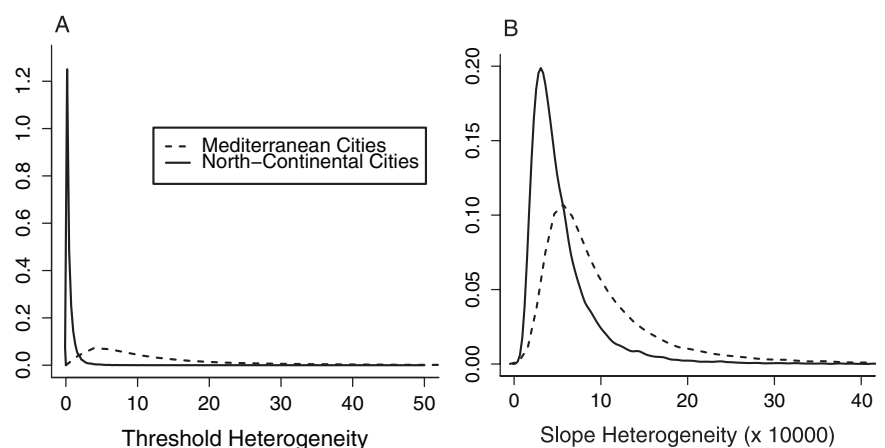 A
0.0 0.2 0.4 0.6 0.8 1.0 1.2
Mediterranean Cities
North−Continental Cities
0 10 20 30 40 50
Threshold Heterogeneity
B
0.00 0.05 0.10 0.15 0.20
0 10 20 30 40
Slope Heterogeneity (x 10000)